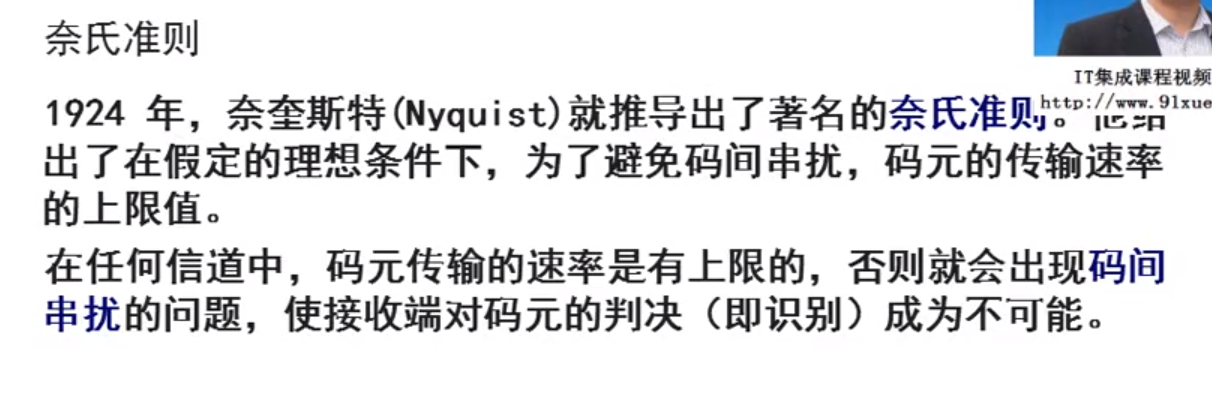 奈氏准则
IT集成课程视频
http://www.91xue
1924 年，奈奎斯特(Nyquist)就推导出了著名的奈氏准则。
出了在假定的理想条件下，为了避免码间串扰，码元的传输速率
的上限值。
在任何信道中，码元传输的速率是有上限的，否则就会出现码间
串扰的问题，使接收端对码元的判决（即识别）成为不可能。